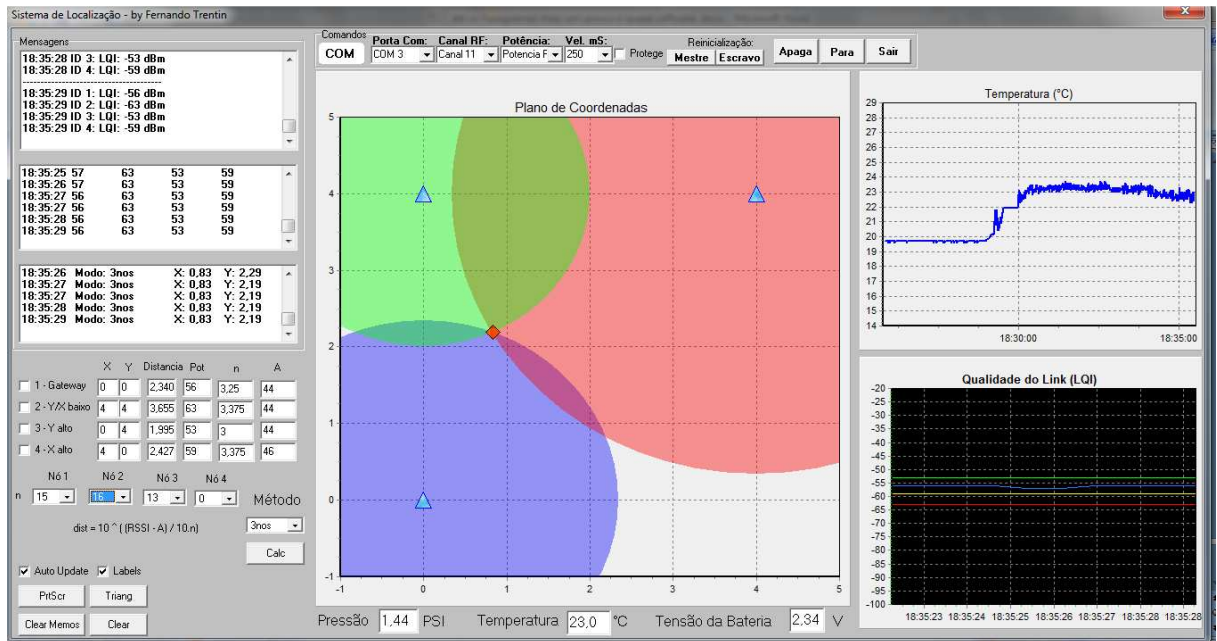 Sistema de Localização - by Fernando Trentin
Mensagens
18:35:28 ID 3: LQI: -53 dBm
18:35:28 ID 4: LQI: -59 dBm
--------------------------------------------
18:35:29 ID 1: LQI: -56 dBm
18:35:29 ID 2: LQI: -63 dBm
18:35:29 ID 3: LQI: -53 dBm
18:35:29 ID 4: LQI: -59 dBm
18:35:25 57 63 53 59
18:35:26 57 63 53 59
18:35:27 56 63 53 59
18:35:27 56 63 53 59
18:35:28 56 63 53 59
18:35:29 56 63 53 59
18:35:26 Modo: 3nos X: 0,83 Y: 2,29
18:35:27 Modo: 3nos X: 0,83 Y: 2,19
18:35:27 Modo: 3nos X: 0,83 Y: 2,19
18:35:28 Modo: 3nos X: 0,83 Y: 2,19
18:35:29 Modo: 3nos X: 0,83 Y: 2,19
X Y Distancia Pot n A
1 - Gateway 0 0 2,340 56 3,25 44
2 - Y/X baixo 4 4 3,655 63 3,375 44
3 - Y alto 0 4 1,995 53 3 44
4 - X alto 4 0 2,427 59 3,375 46
Nó 1 Nó 2 Nó 3 Nó 4
n 15 16 13 0 Método
dist = 10 ^ ( (RSSI - A) / 10.n) 3nos
Calc
Auto Update Labels
PrtScr Triang
Clear Memos Clear
Comandos
Porta Com: Canal RF: Potência: Vel. mS: Reinicialização:
COM COM 3 Canal 11 Potencia F 250 Protege Mestre Escravo Apaga Para Sair
Plano de Coordenadas
5
4
3
2
1
0
-1
-1 0 1 2 3 4 5
Pressão 1,44 PSI Temperatura 23,0 °C Tensão da Bateria 2,34 V
Temperatura (°C)
29
28
27
26
25
24
23
22
21
20
19
18
17
16
15
14
18:30:00 18:35:00
Qualidade do Link (LQI)
-20
-25
-30
-35
-40
-45
-50
-55
-60
-65
-70
-75
-80
-85
-90
-95
-100
18:35:23 18:35:24 18:35:25 18:35:26 18:35:27 18:35:28 18:35:28